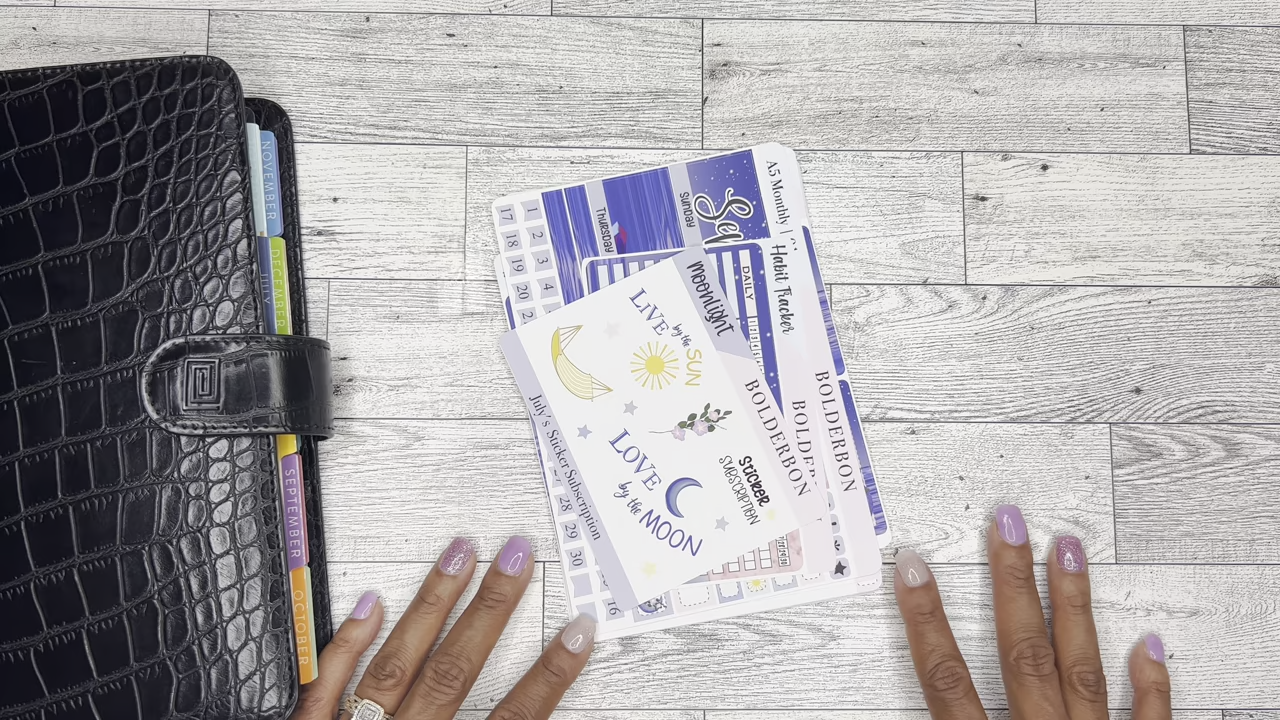 NOVEMBER
DECEMBER
JULY
SEPTEMBER
OCTOBER
A5 Monthly |
Sunday
Thursday
17
18
19
20
1
2
3
4
28
29
30
16
Habit Tracker
DAILY
BOLDERBON
BOLDERBON
Moonlight
LIVE
by the
SUN
LOVE
by the
MOON
Sticker
SUBSCRIPTION
BOLDERBON
July's Sticker Subscription